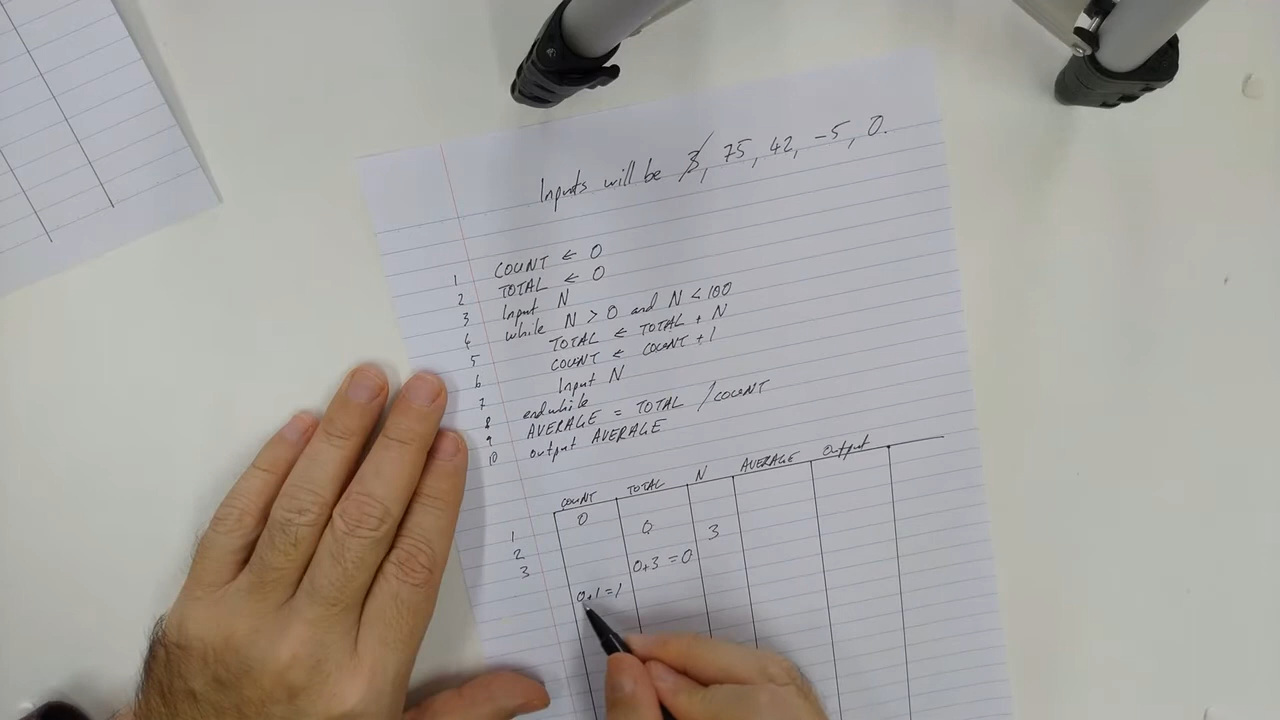 Inputs will be 3, 75, 42, -5, 0.
1 COUNT ← 0
2 TOTAL ← 0
3 Input N
4 while N > 0 and N < 100
5 TOTAL ← TOTAL + N
6 COUNT ← COUNT + 1
7 Input N
8 endwhile
9 AVERAGE = TOTAL / COUNT
10 output AVERAGE
COUNT TOTAL N AVERAGE Output
1 0
2 0
3 3
0+3 = 0
0+1=1